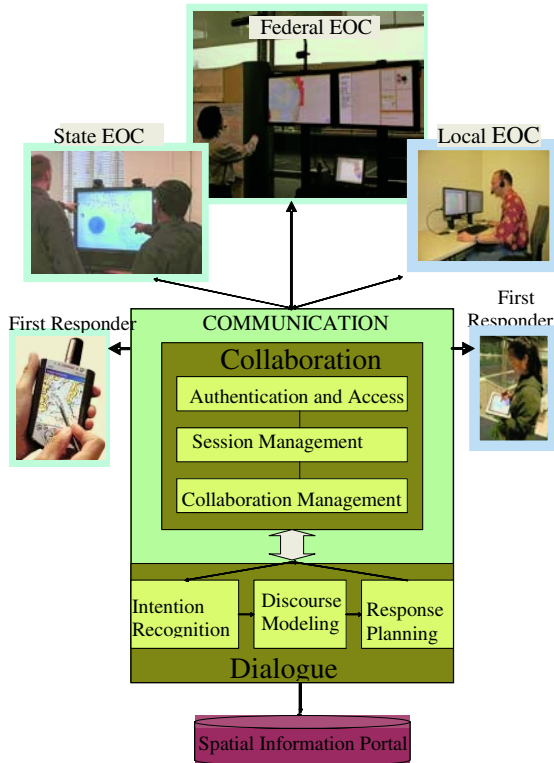 Federal EOC
State EOC
Local EOC
First Responder
COMMUNICATION
First
Responder
Collaboration
Authentication and Access
Session Management
Collaboration Management
Intention
Recognition
Discourse
Modeling
Response
Planning
Dialogue
Spatial Information Portal